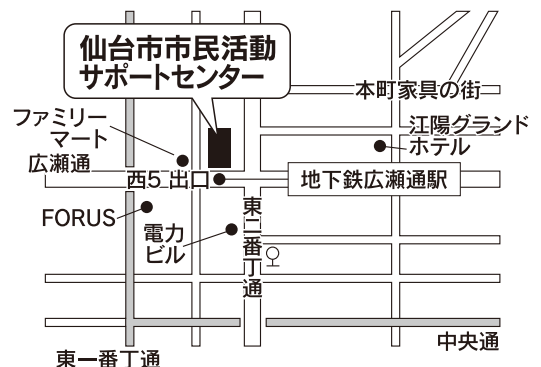 仙台市市民活動
サポートセンター
本町家具の街
ファミリー
マート
江陽グランド
ホテル
広瀬通
西5 出口
地下鉄広瀬通駅
FORUS
電力
ビル
東二番丁通
中央通
東一番丁通